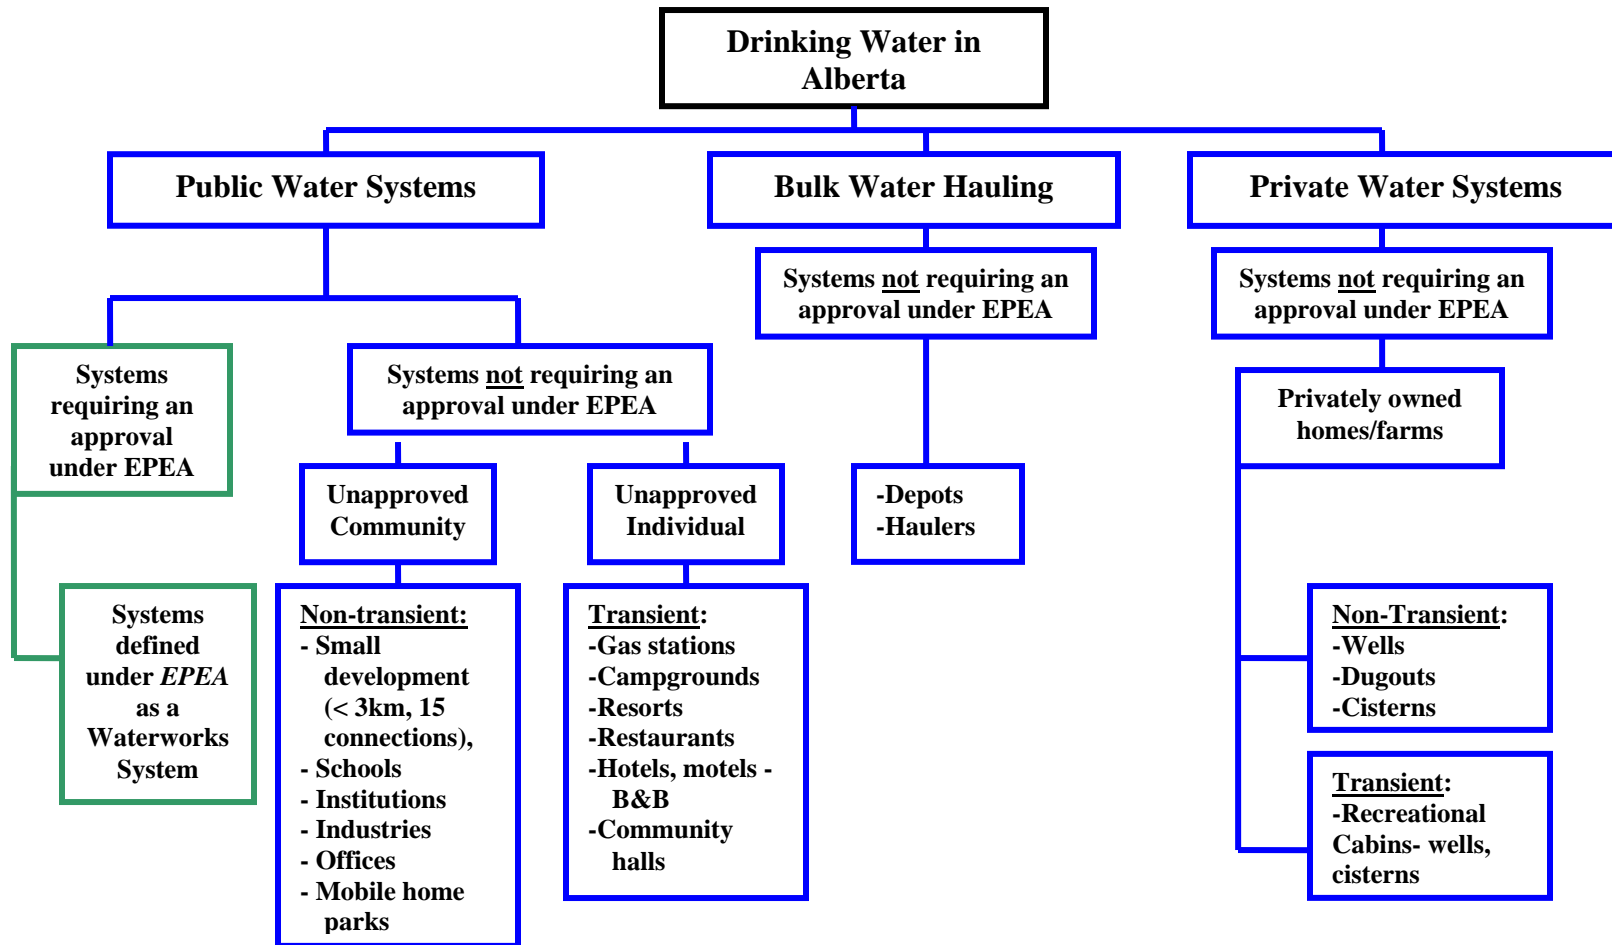 Drinking Water in
Alberta
Public Water Systems
Bulk Water Hauling
Private Water Systems
Systems not requiring an
approval under EPEA
Systems not requiring an
approval under EPEA
Systems
requiring an
approval
under EPEA
Systems not requiring an
approval under EPEA
Privately owned
homes/farms
Unapproved
Community
Unapproved
Individual
-Depots
-Haulers
Systems
defined
under EPEA
as a
Waterworks
System
Non-transient:
- Small
development
(< 3km, 15
connections),
- Schools
- Institutions
- Industries
- Offices
- Mobile home
parks
Transient:
-Gas stations
-Campgrounds
-Resorts
-Restaurants
-Hotels, motels -
B&B
-Community
halls
Non-Transient:
-Wells
-Dugouts
-Cisterns
Transient:
-Recreational
Cabins- wells,
cisterns